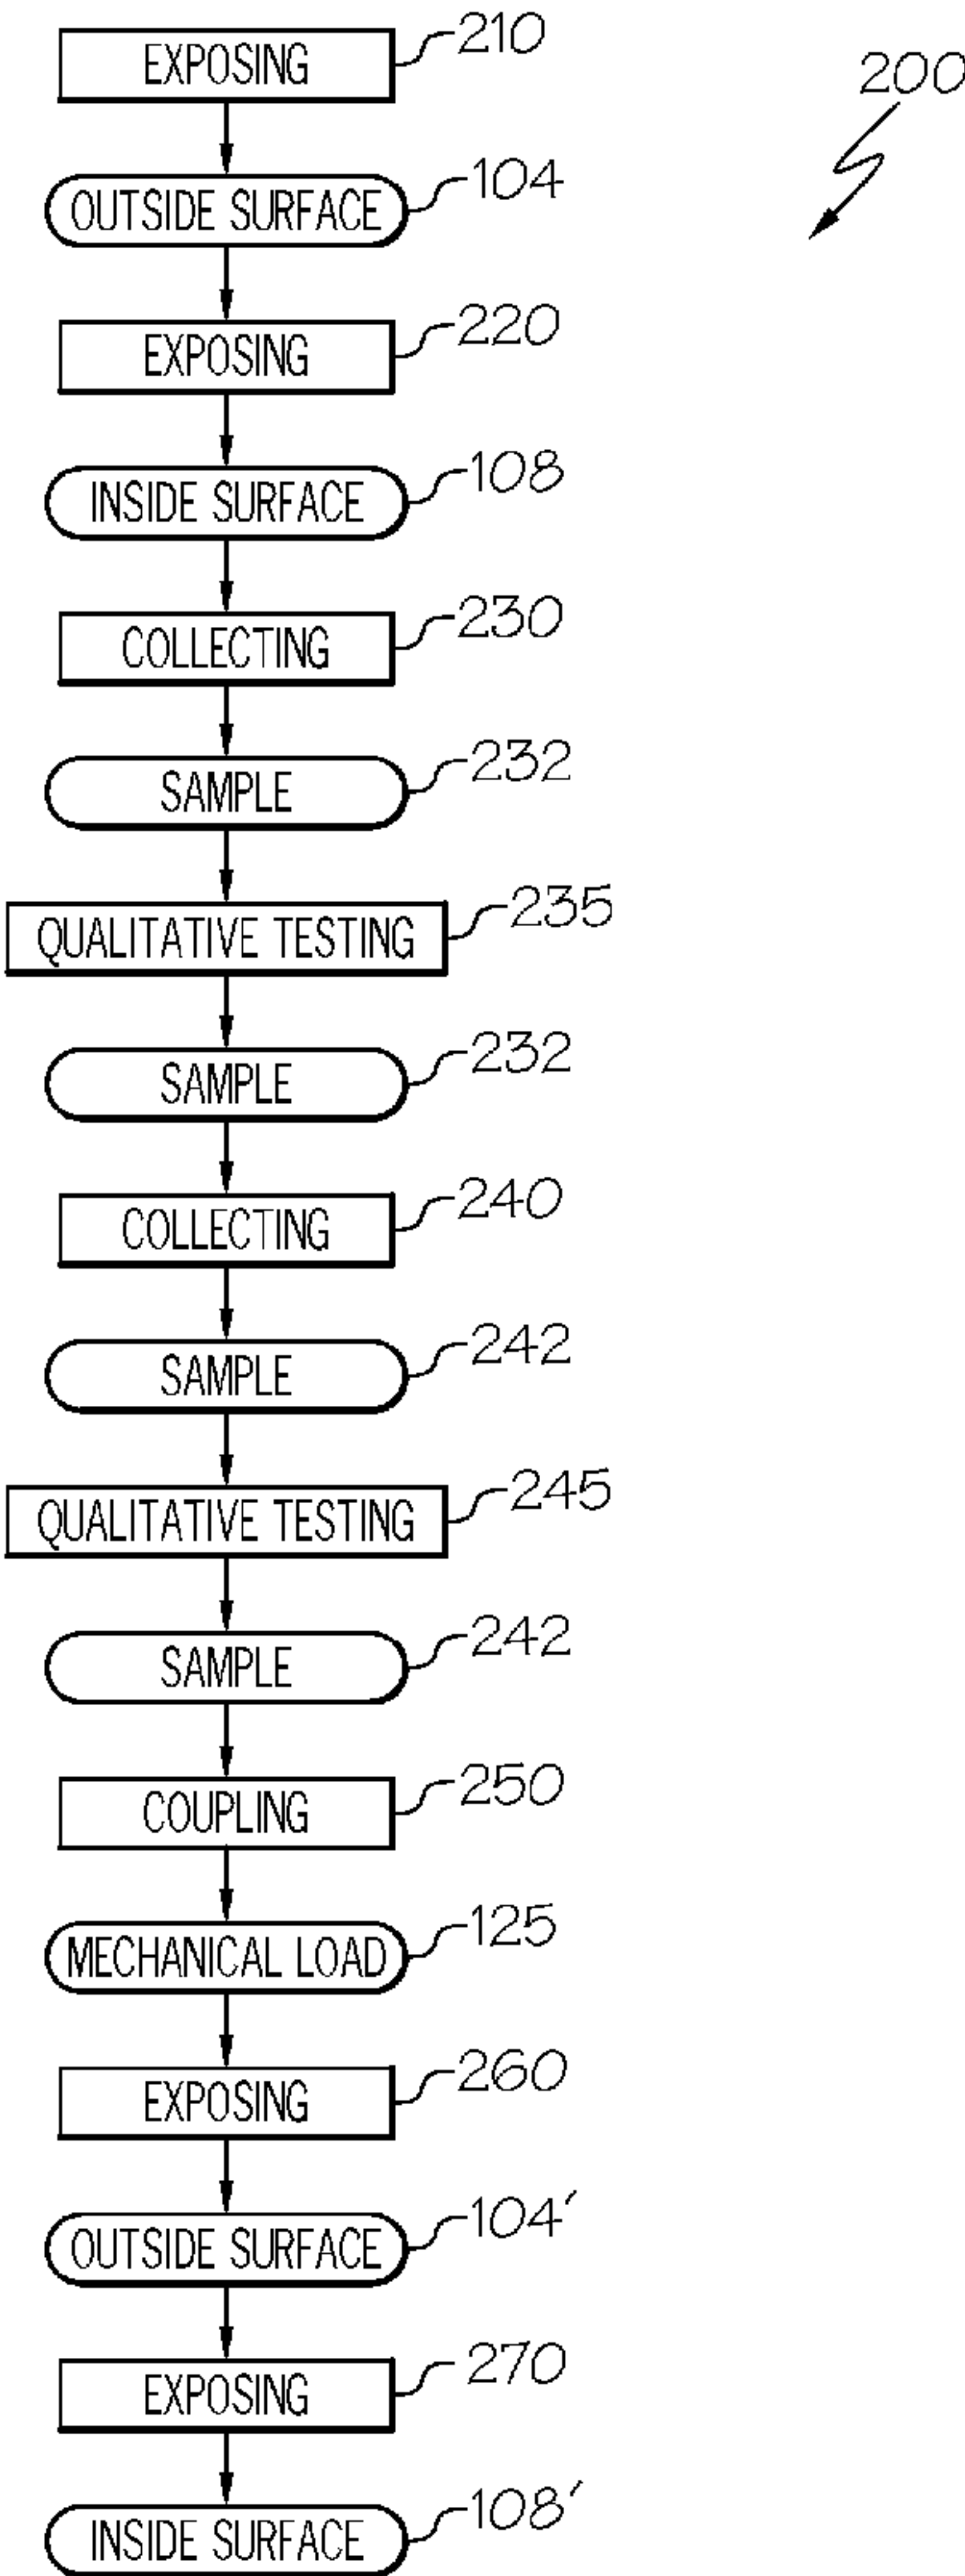 EXPOSING 210
200
OUTSIDE SURFACE 104
EXPOSING 220
INSIDE SURFACE 108
COLLECTING 230
SAMPLE 232
QUALITATIVE TESTING 235
SAMPLE 232
COLLECTING 240
SAMPLE 242
QUALITATIVE TESTING 245
SAMPLE 242
COUPLING 250
MECHANICAL LOAD 125
EXPOSING 260
OUTSIDE SURFACE 104′
EXPOSING 270
INSIDE SURFACE 108′